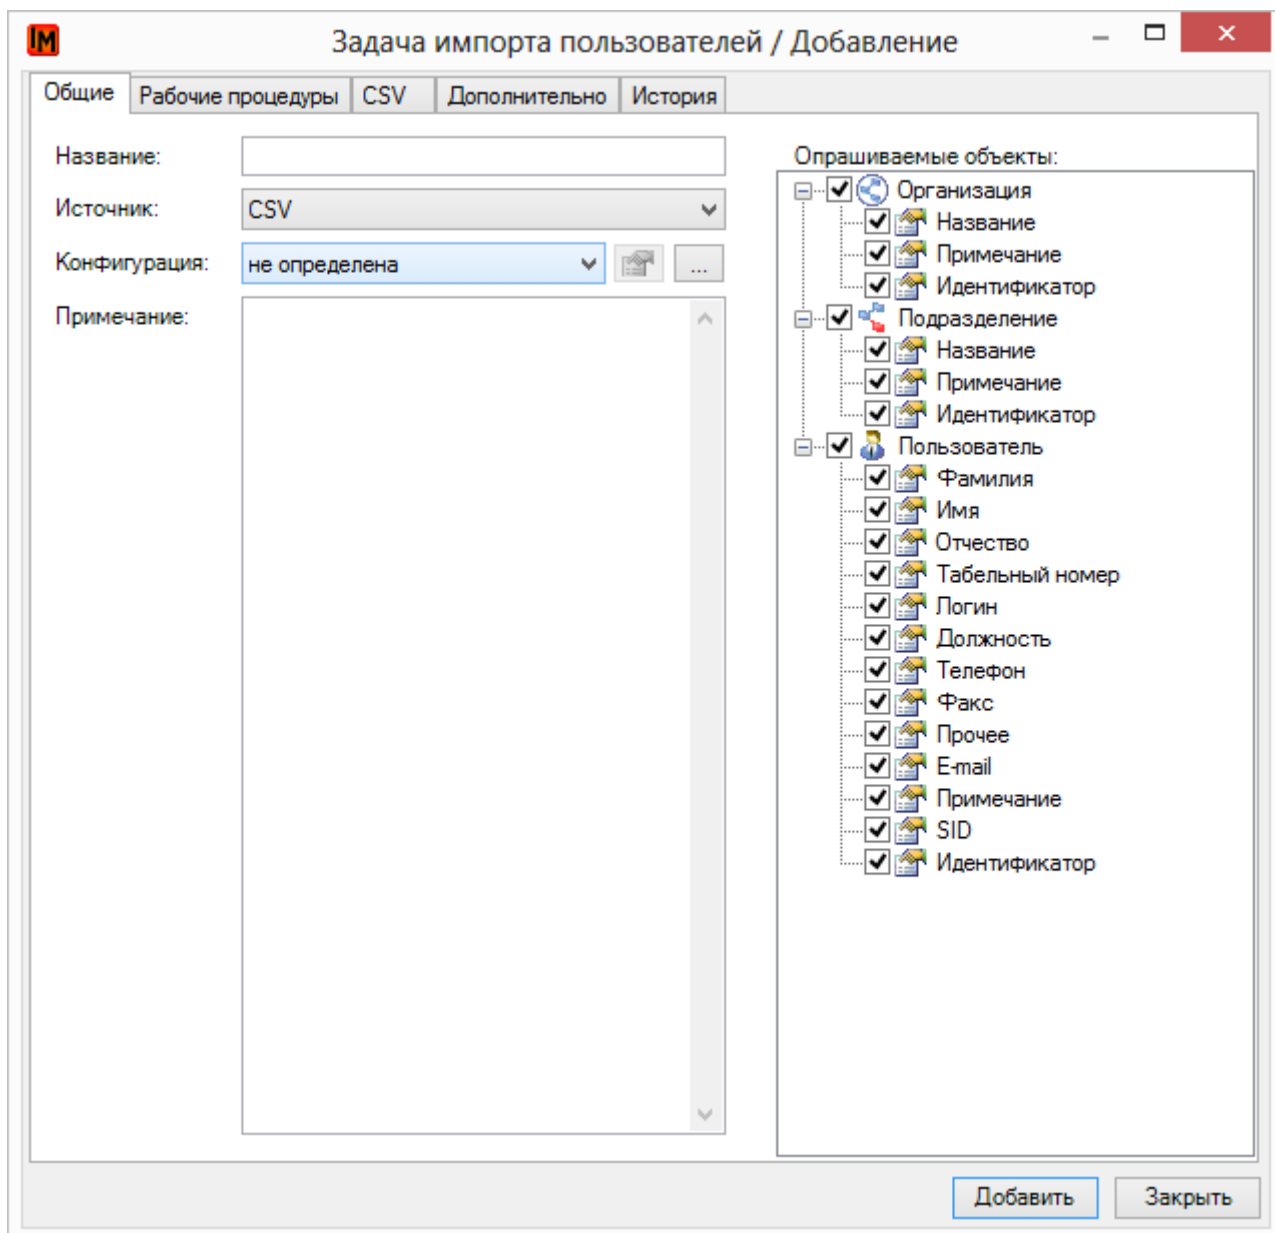 IM
Задача импорта пользователей / Добавление
Общие
Рабочие процедуры
CSV
Дополнительно
История
Название:
Источник:
CSV
Конфигурация:
не определена
...
Примечание:
Опрашиваемые объекты:
Организация
Название
Примечание
Идентификатор
Подразделение
Название
Примечание
Идентификатор
Пользователь
Фамилия
Имя
Отчество
Табельный номер
Логин
Должность
Телефон
Факс
Прочее
E-mail
Примечание
SID
Идентификатор
Добавить
Закрыть